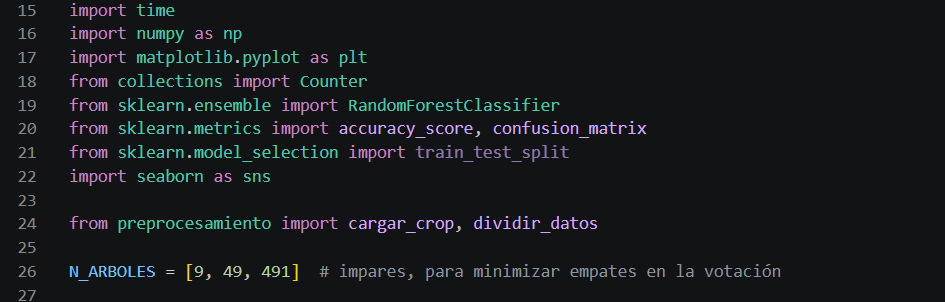 15 import time
16 import numpy as np
17 import matplotlib.pyplot as plt
18 from collections import Counter
19 from sklearn.ensemble import RandomForestClassifier
20 from sklearn.metrics import accuracy_score, confusion_matrix
21 from sklearn.model_selection import train_test_split
22 import seaborn as sns
23
24 from preprocesamiento import cargar_crop, dividir_datos
25
26 N_ARBOLES = [9, 49, 491]  # impares, para minimizar empates en la votación
27